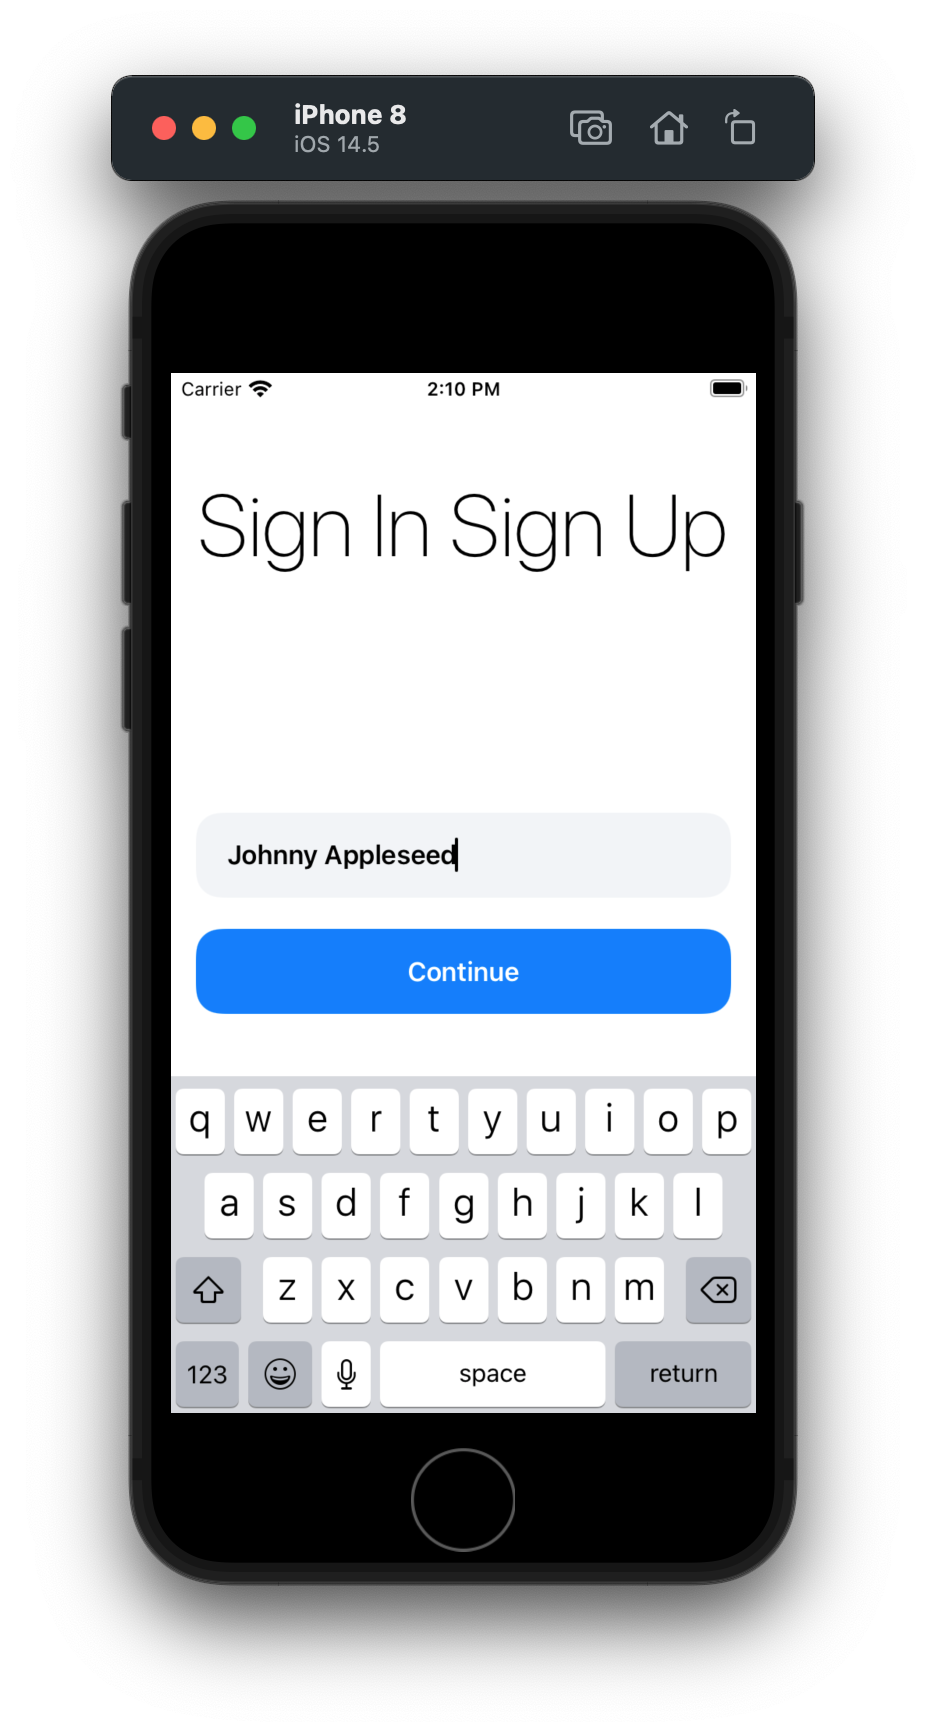 iPhone 8
iOS 14.5
Carrier 2:10 PM
Sign In Sign Up
Johnny Appleseed
Continue
q w e r t y u i o p
a s d f g h j k l
z x c v b n m
123 space return